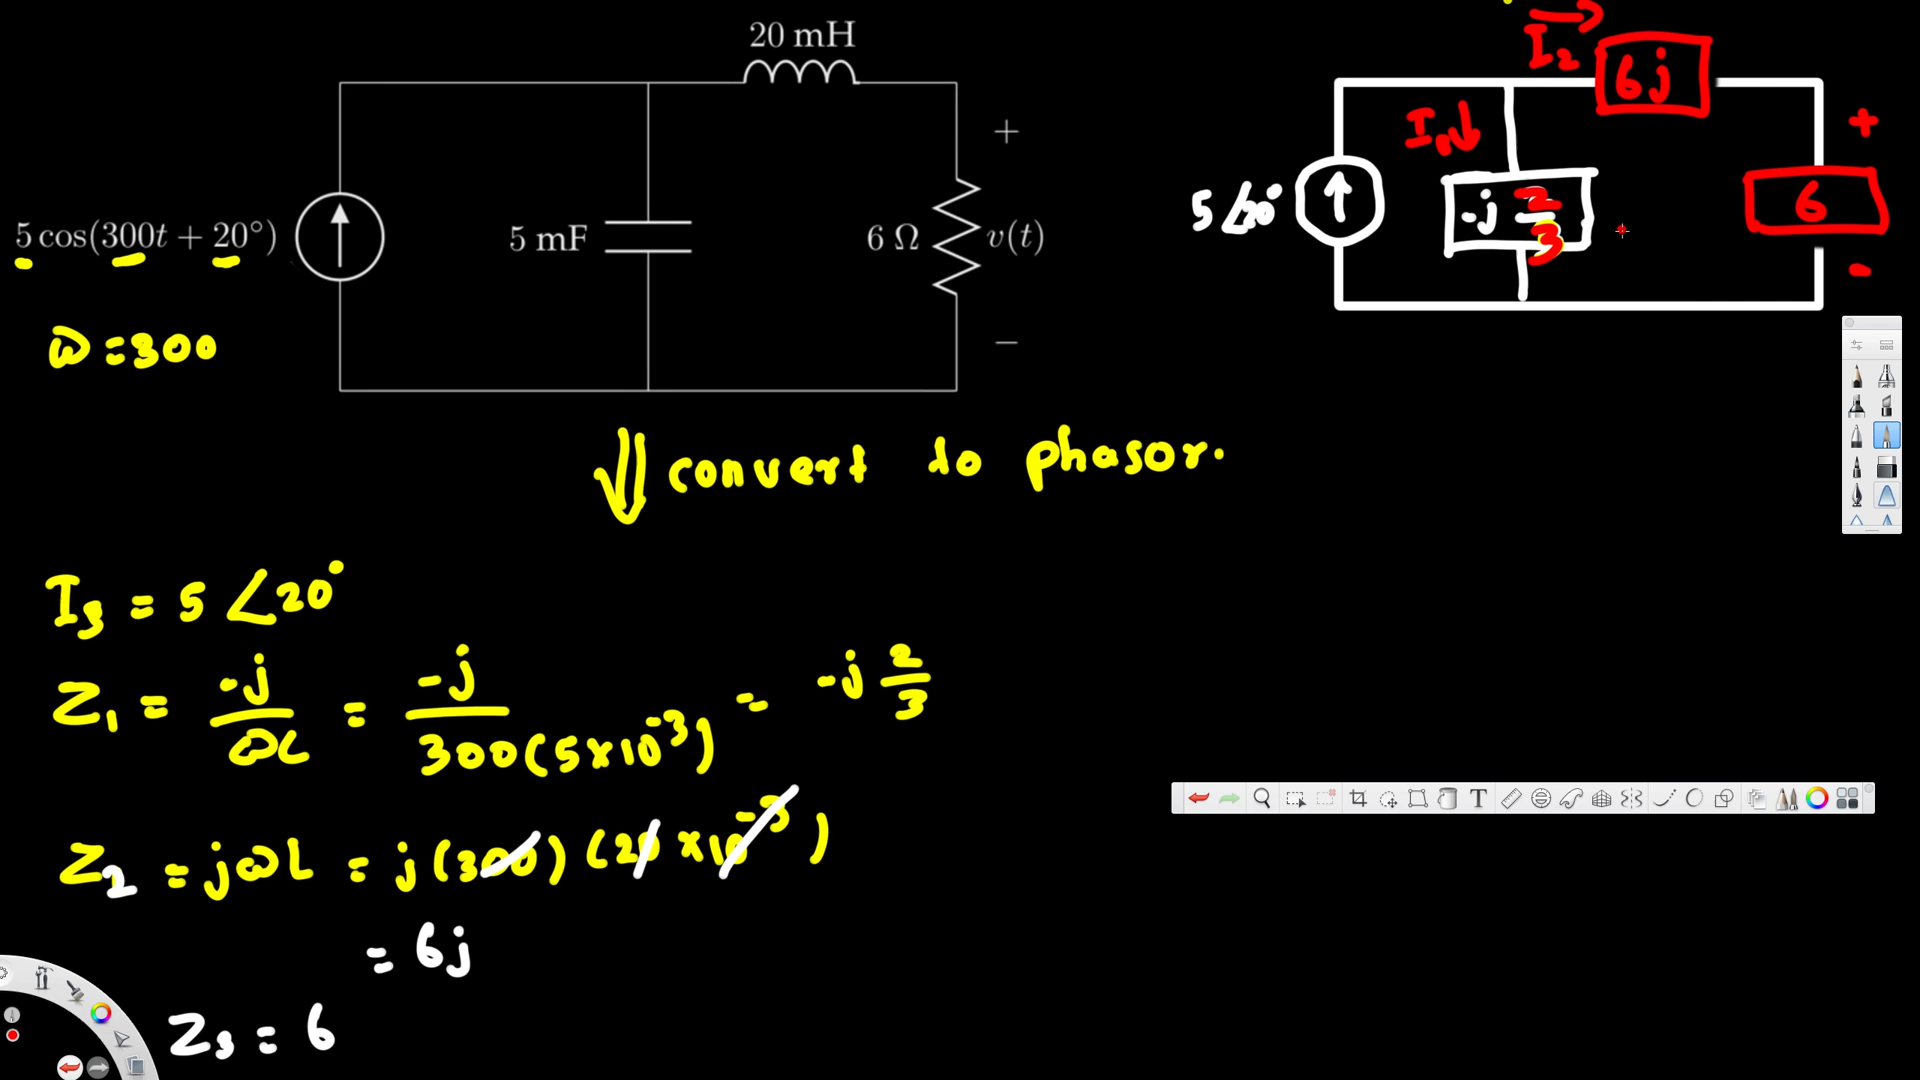 20 mH
5 cos(300t + 20°)
5 mF
6 Ω
+
v(t)
−
ω = 300
I₂
6j
I₁↓
5∠20°
-j 2/3
+
6
-
⇓ convert to phasor.
Is = 5 ∠20°
Z₁ = -j/ωC = -j/300(5×10⁻³) = -j 2/3
Z₂ = jωL = j(300)(20×10⁻³)
= 6j
Z₃ = 6
T